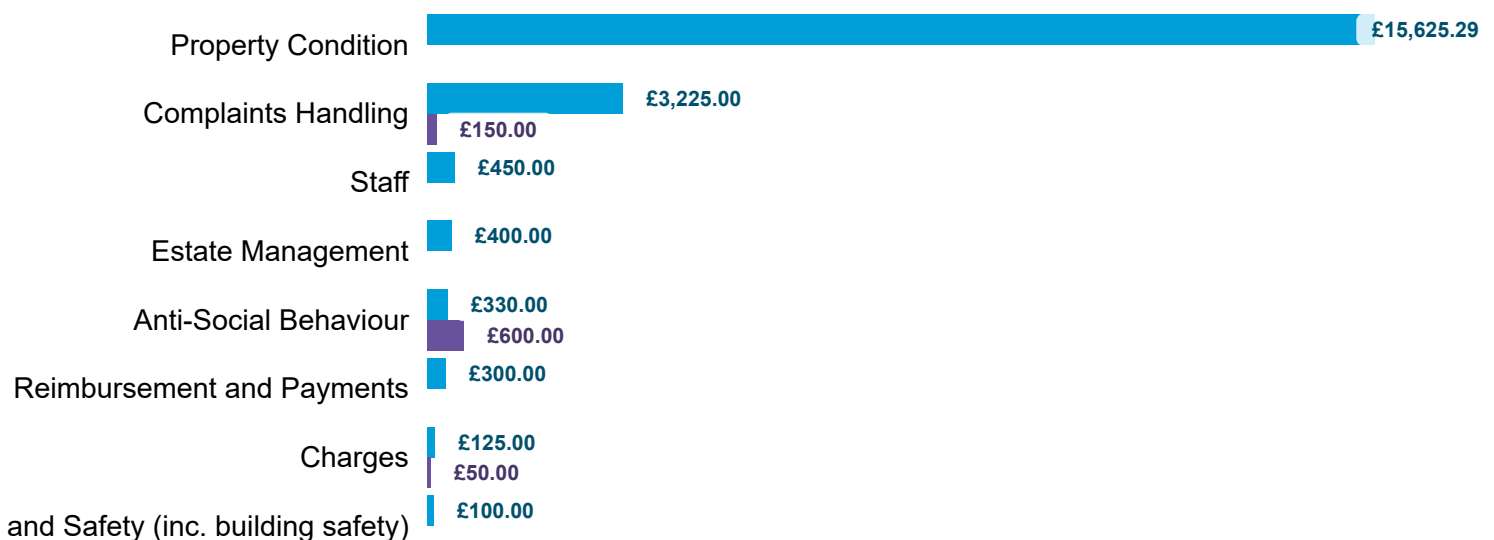 Property Condition
£15,625.29
Complaints Handling
£3,225.00
£150.00
Staff
£450.00
Estate Management
£400.00
Anti-Social Behaviour
£330.00
£600.00
Reimbursement and Payments
£300.00
Charges
£125.00
£50.00
and Safety (inc. building safety)
£100.00